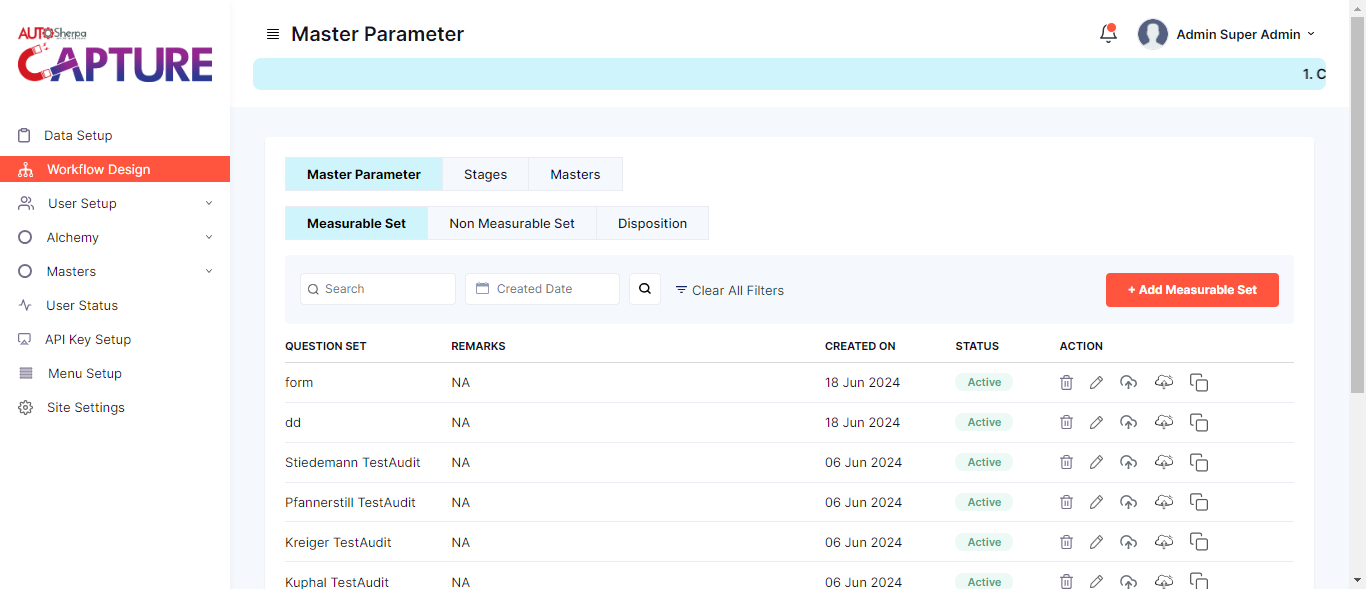 AUTOSherpa
CAPTURE
Master Parameter
Admin Super Admin
1. C
Data Setup
Workflow Design
User Setup
Alchemy
Masters
User Status
API Key Setup
Menu Setup
Site Settings
Master Parameter Stages Masters
Measurable Set Non Measurable Set Disposition
Search Created Date Clear All Filters + Add Measurable Set
QUESTION SET REMARKS CREATED ON STATUS ACTION
form NA 18 Jun 2024 Active
dd NA 18 Jun 2024 Active
Stiedemann TestAudit NA 06 Jun 2024 Active
Pfannerstill TestAudit NA 06 Jun 2024 Active
Kreiger TestAudit NA 06 Jun 2024 Active
Kuphal TestAudit NA 06 Jun 2024 Active